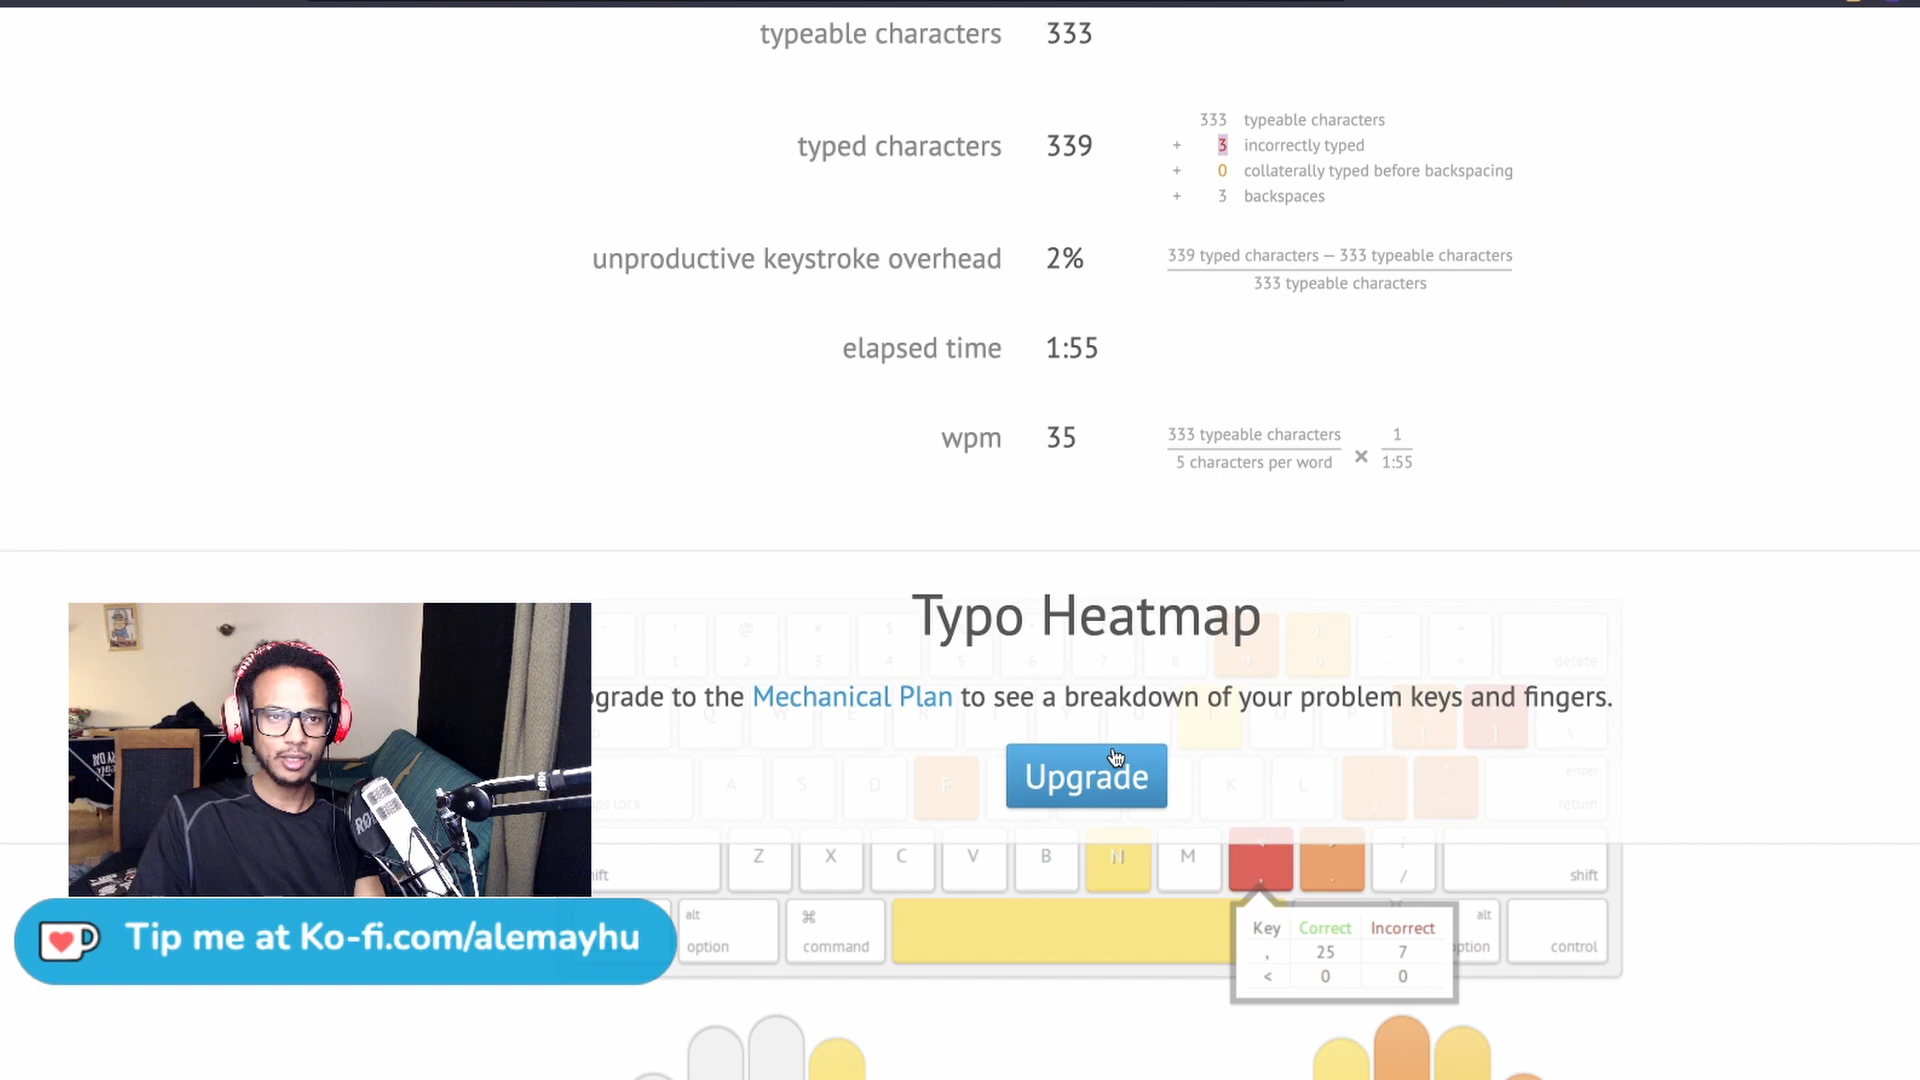 typeable characters 333
typed characters 339
333 typeable characters
+ 3 incorrectly typed
+ 0 collaterally typed before backspacing
+ 3 backspaces
unproductive keystroke overhead 2%
339 typed characters — 333 typeable characters
333 typeable characters
elapsed time 1:55
wpm 35
333 typeable characters
5 characters per word
×
1
1:55
Typo Heatmap
grade to the Mechanical Plan to see a breakdown of your problem keys and fingers.
Upgrade
delete
A S D F K L
enter
return
Z X C V B N M , > ? /
shift
alt
option
⌘
command
alt
ption
control
Key Correct Incorrect
, 25 7
< 0 0
Tip me at Ko-fi.com/alemayhu